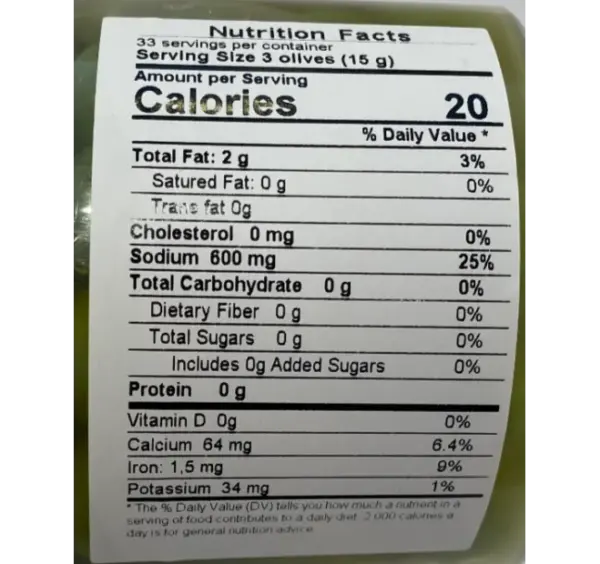 Nutrition Facts
33 servings per container
Serving Size 3 olives (15 g)
Amount per Serving
Calories 20
% Daily Value *
Total Fat: 2 g 3%
Satured Fat: 0 g 0%
Trans fat 0g
Cholesterol 0 mg 0%
Sodium 600 mg 25%
Total Carbohydrate 0 g 0%
Dietary Fiber 0 g 0%
Total Sugars 0 g 0%
Includes 0g Added Sugars 0%
Protein 0 g
Vitamin D 0g 0%
Calcium 64 mg 6.4%
Iron: 1,5 mg 9%
Potassium 34 mg 1%
* The % Daily Value (DV) tells you how much a nutrient in a
serving of food contributes to a daily diet. 2 000 calories a
day is for general nutrition advice